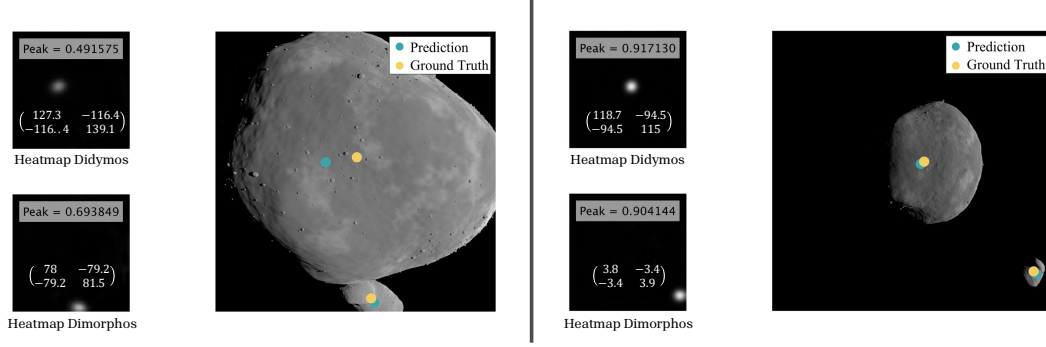 Peak = 0.491575
127.3 −116.4
−116..4 139.1
Heatmap Didymos
Peak = 0.693849
78 −79.2
−79.2 81.5
Heatmap Dimorphos
Prediction
Ground Truth
Peak = 0.917130
118.7 −94.5
−94.5 115
Heatmap Didymos
Peak = 0.904144
3.8 −3.4
−3.4 3.9
Heatmap Dimorphos
Prediction
Ground Truth